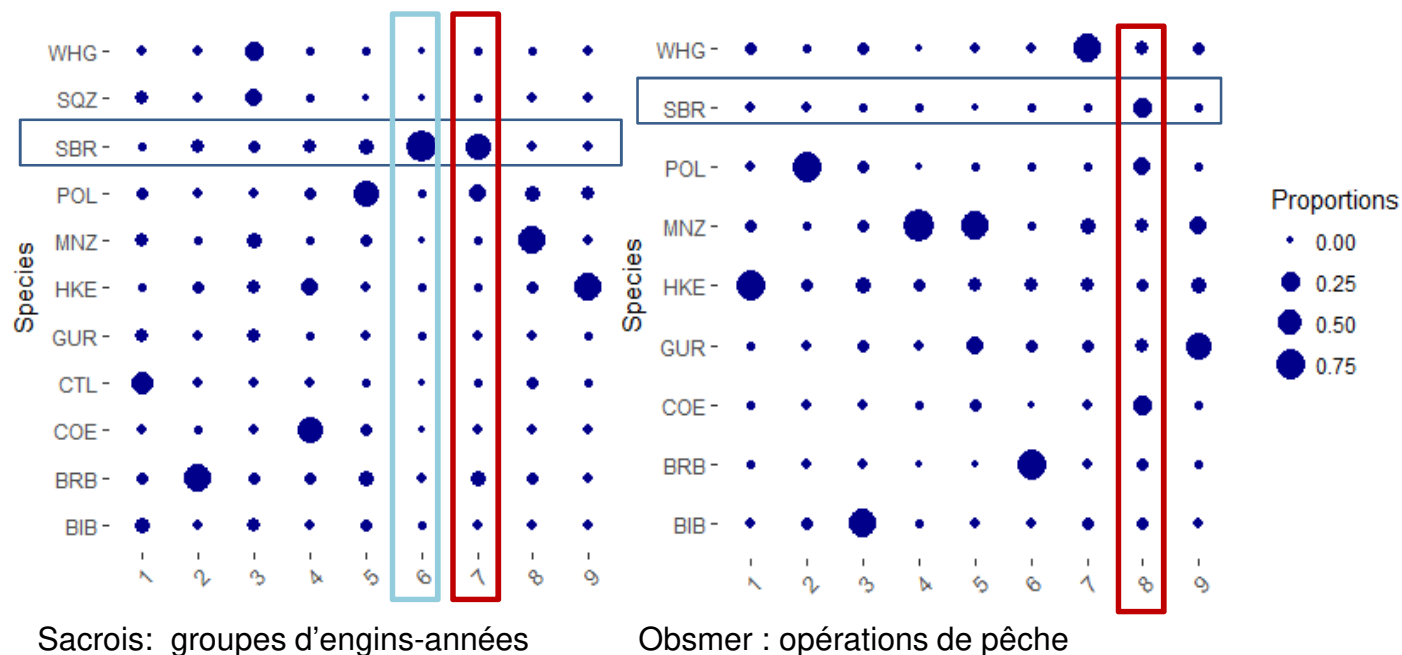 WHG
SQZ
SBR
POL
MNZ
HKE
GUR
CTL
COE
BRB
BIB
Species
1 2 3 4 5 6 7 8 9
Sacrois: groupes d'engins-années
WHG
SBR
POL
MNZ
HKE
GUR
COE
BRB
BIB
Species
1 2 3 4 5 6 7 8 9
Obsmer : opérations de pêche
Proportions
0.00
0.25
0.50
0.75